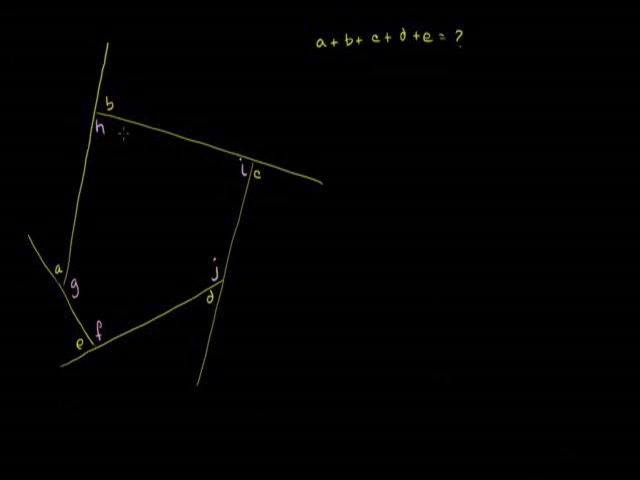 a + b + c + d + e = ?
b
h
i c
a
g
j
d
e f